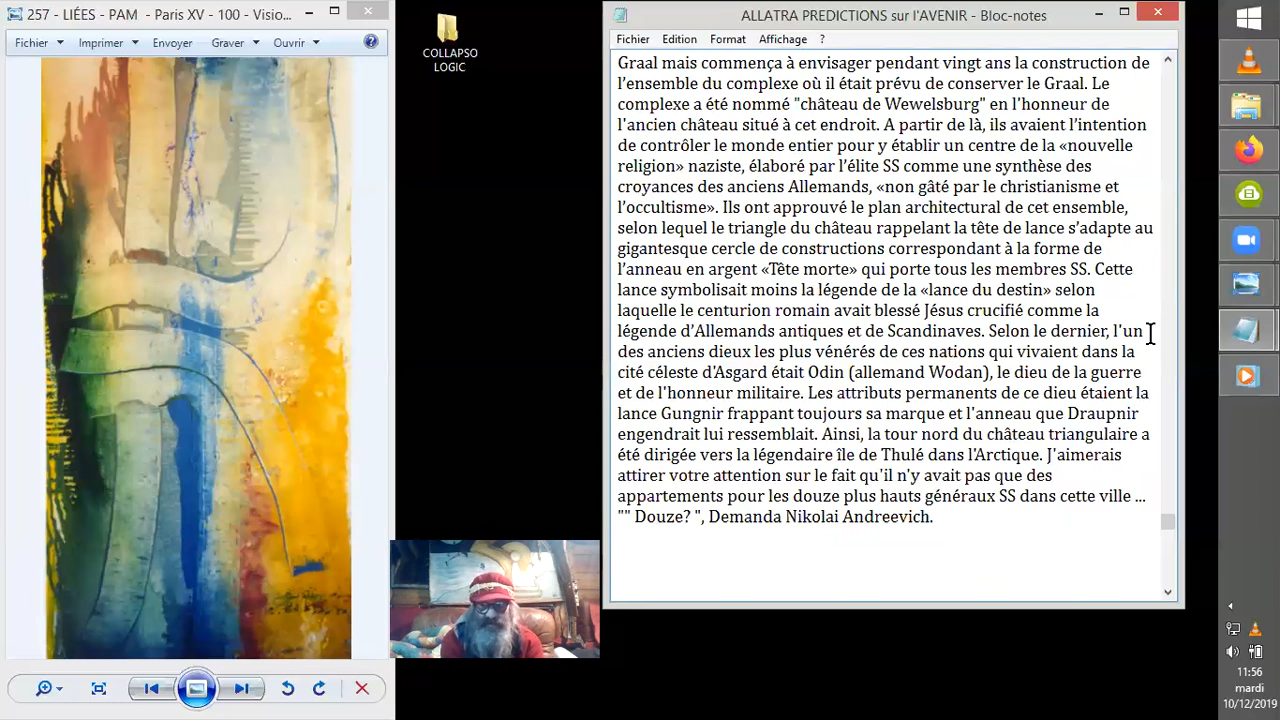 257 - LIÉES - PAM - Paris XV - 100 - Visio...
Fichier
Imprimer
Envoyer
Graver
Ouvrir
COLLAPSO
LOGIC
ALLATRA PREDICTIONS sur l'AVENIR - Bloc-notes
Fichier Edition Format Affichage ?
Graal mais commença à envisager pendant vingt ans la construction de
l’ensemble du complexe où il était prévu de conserver le Graal. Le
complexe a été nommé "château de Wewelsburg" en l'honneur de
l'ancien château situé à cet endroit. A partir de là, ils avaient l’intention
de contrôler le monde entier pour y établir un centre de la «nouvelle
religion» naziste, élaboré par l’élite SS comme une synthèse des
croyances des anciens Allemands, «non gâté par le christianisme et
l’occultisme». Ils ont approuvé le plan architectural de cet ensemble,
selon lequel le triangle du château rappelant la tête de lance s’adapte au
gigantesque cercle de constructions correspondant à la forme de
l’anneau en argent «Tête morte» qui porte tous les membres SS. Cette
lance symbolisait moins la légende de la «lance du destin» selon
laquelle le centurion romain avait blessé Jésus crucifié comme la
légende d’Allemands antiques et de Scandinaves. Selon le dernier, l'un
des anciens dieux les plus vénérés de ces nations qui vivaient dans la
cité céleste d'Asgard était Odin (allemand Wodan), le dieu de la guerre
et de l'honneur militaire. Les attributs permanents de ce dieu étaient la
lance Gungnir frappant toujours sa marque et l'anneau que Draupnir
engendrait lui ressemblait. Ainsi, la tour nord du château triangulaire a
été dirigée vers la légendaire île de Thulé dans l'Arctique. J’aimerais
attirer votre attention sur le fait qu'il n'y avait pas que des
appartements pour les douze plus hauts généraux SS dans cette ville ...
"" Douze? ", Demanda Nikolai Andreevich.
11:56
mardi
10/12/2019